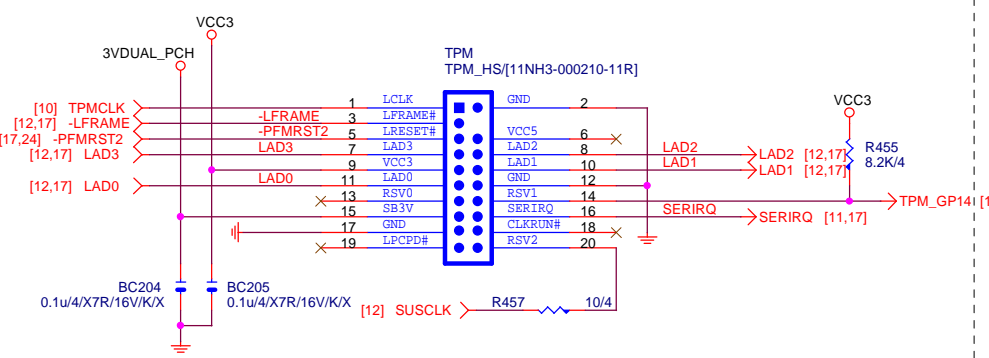 VCC3
3VDUAL_PCH
TPM
TPM_HS/[11NH3-000210-11R]
VCC3
[10] TPMCLK 1 LCLK GND 2
[12,17] -LFRAME -LFRAME 3 LFRAME#
[17,24] -PFMRST2 -PFMRST2 5 LRESET# VCC5 6
[12,17] LAD3 LAD3 7 LAD3 LAD2 8 LAD2 LAD2 [12,17]
9 VCC3 LAD1 10 LAD1 LAD1 [12,17]
R455
8.2K/4
[12,17] LAD0 LAD0 11 LAD0 GND 12
13 RSV0 RSV1 14 TPM_GP14 [1
15 SB3V SERIRQ 16 SERIRQ SERIRQ [11,17]
17 GND CLKRUN# 18
19 LPCPD# RSV2 20
BC204
0.1u/4/X7R/16V/K/X
BC205
0.1u/4/X7R/16V/K/X
[12] SUSCLK R457 10/4